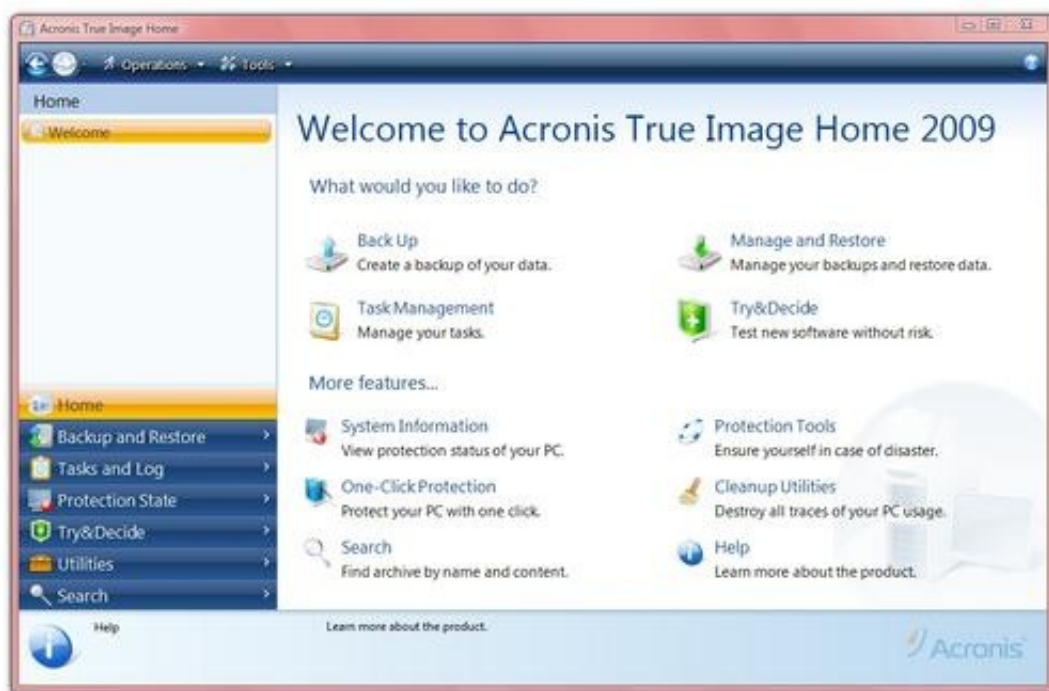 Acronis True Image Home
Operations Tools
Home
Welcome
Welcome to Acronis True Image Home 2009
What would you like to do?
Back Up
Create a backup of your data.
Manage and Restore
Manage your backups and restore data.
Task Management
Manage your tasks.
Try&Decide
Test new software without risk.
More features...
System Information
View protection status of your PC.
Protection Tools
Ensure yourself in case of disaster.
One-Click Protection
Protect your PC with one click.
Cleanup Utilities
Destroy all traces of your PC usage.
Search
Find archive by name and content.
Help
Learn more about the product.
Home
Backup and Restore
Tasks and Log
Protection State
Try&Decide
Utilities
Search
Help
Learn more about the product.
Acronis